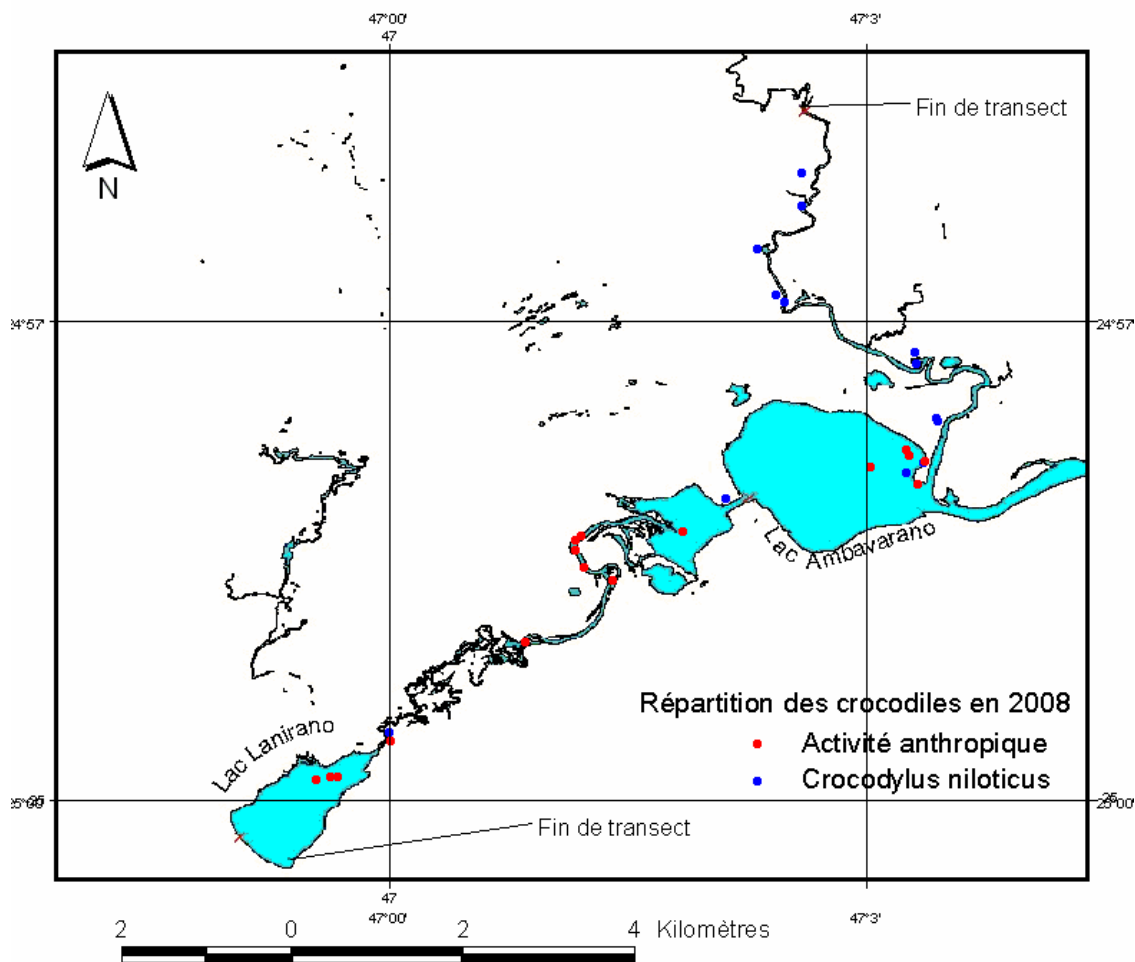 47°00'
47
47°3'
Fin de transect
N
24°57'
24°57'
Lac Ambavarano
Répartition des crocodiles en 2008
Activité anthropique
Crocodylus niloticus
Lac Lanirano
25°00'
Fin de transect
47
47°00'
47°3'
2 0 2 4 Kilomètres